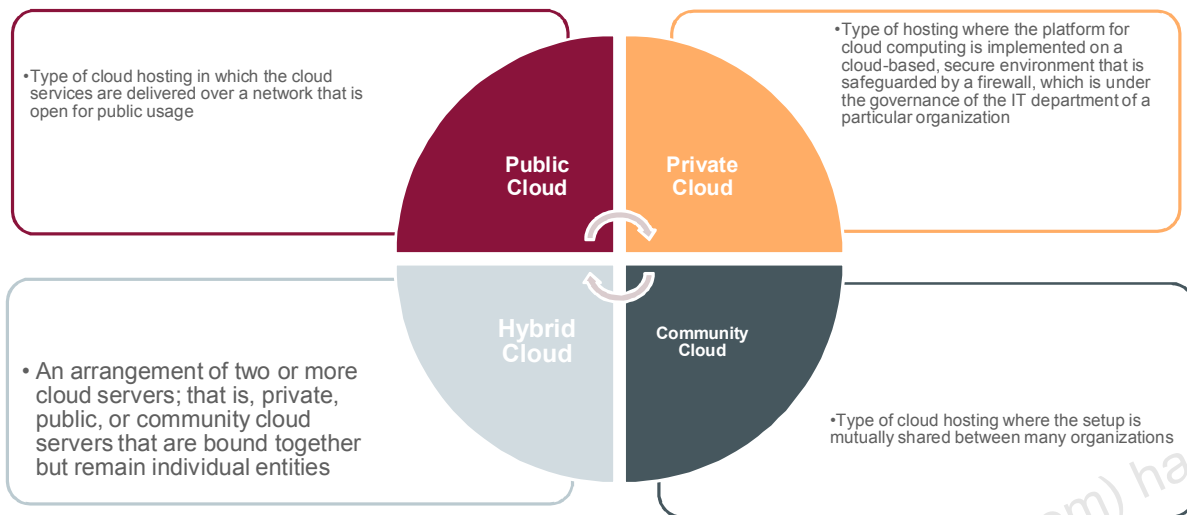 •Type of cloud hosting in which the cloud
services are delivered over a network that is
open for public usage
Public
Cloud
Private
Cloud
•Type of hosting where the platform for
cloud computing is implemented on a
cloud-based, secure environment that is
safeguarded by a firewall, which is under
the governance of the IT department of a
particular organization
Hybrid
Cloud
• An arrangement of two or more
cloud servers; that is, private,
public, or community cloud
servers that are bound together
but remain individual entities
Community
Cloud
•Type of cloud hosting where the setup is
mutually shared between many organizations